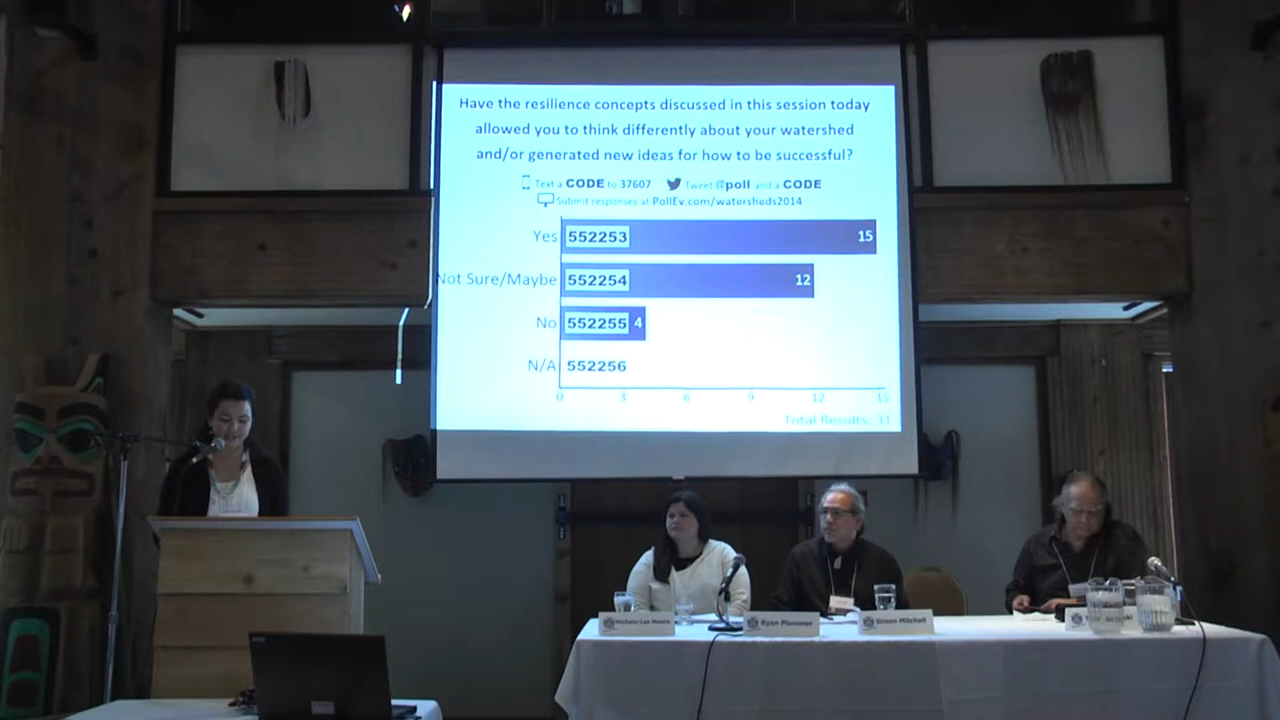 Have the resilience concepts discussed in this session today
allowed you to think differently about your watershed
and/or generated new ideas for how to be successful?
Text a CODE to 37607 Tweet @poll and a CODE
Submit responses at PollEv.com/watersheds2014
Yes 552253 15
Not Sure/Maybe 552254 12
No 552255 4
N/A 552256
0 3 6 9 12 15
Total Results: 31
Michele-Lee Moore
Ryan Plummer
Simon Mitchell